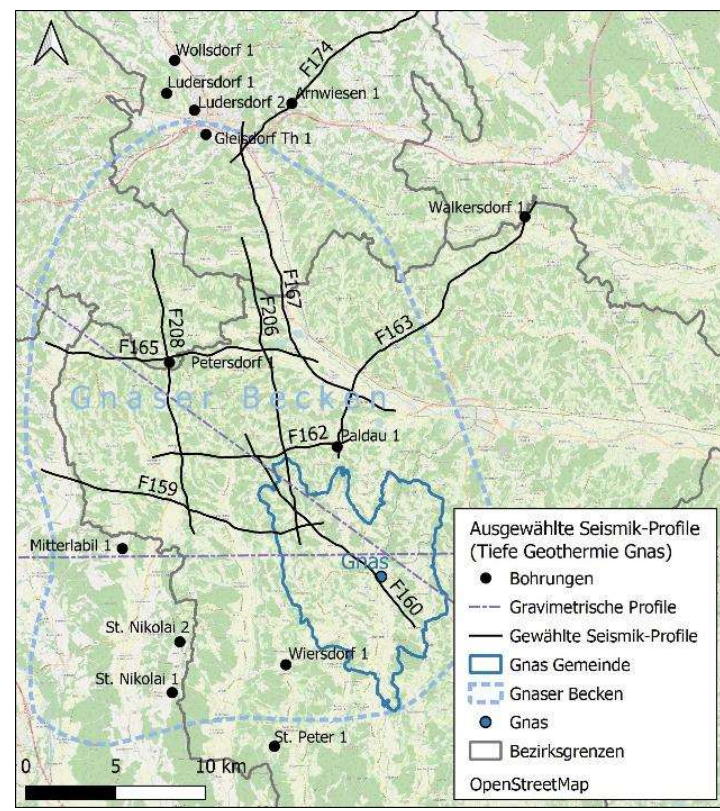 Wollsdorf 1
F174
Ludersdorf 1
Arnwiesen 1
Ludersdorf 2
Gleisdorf Th 1
Walkersdorf 1
F167
F206
F208
F163
F165
Petersdorf 1
Gnaser Becken
F162
Paldau 1
F159
Mitterlabil 1
Gnas
F160
St. Nikolai 2
Wiersdorf 1
St. Nikolai 1
St. Peter 1
0 5 10 km
Ausgewählte Seismik-Profile
(Tiefe Geothermie Gnas)
Bohrungen
Gravimetrische Profile
Gewählte Seismik-Profile
Gnas Gemeinde
Gnaser Becken
Gnas
Bezirksgrenzen
OpenStreetMap